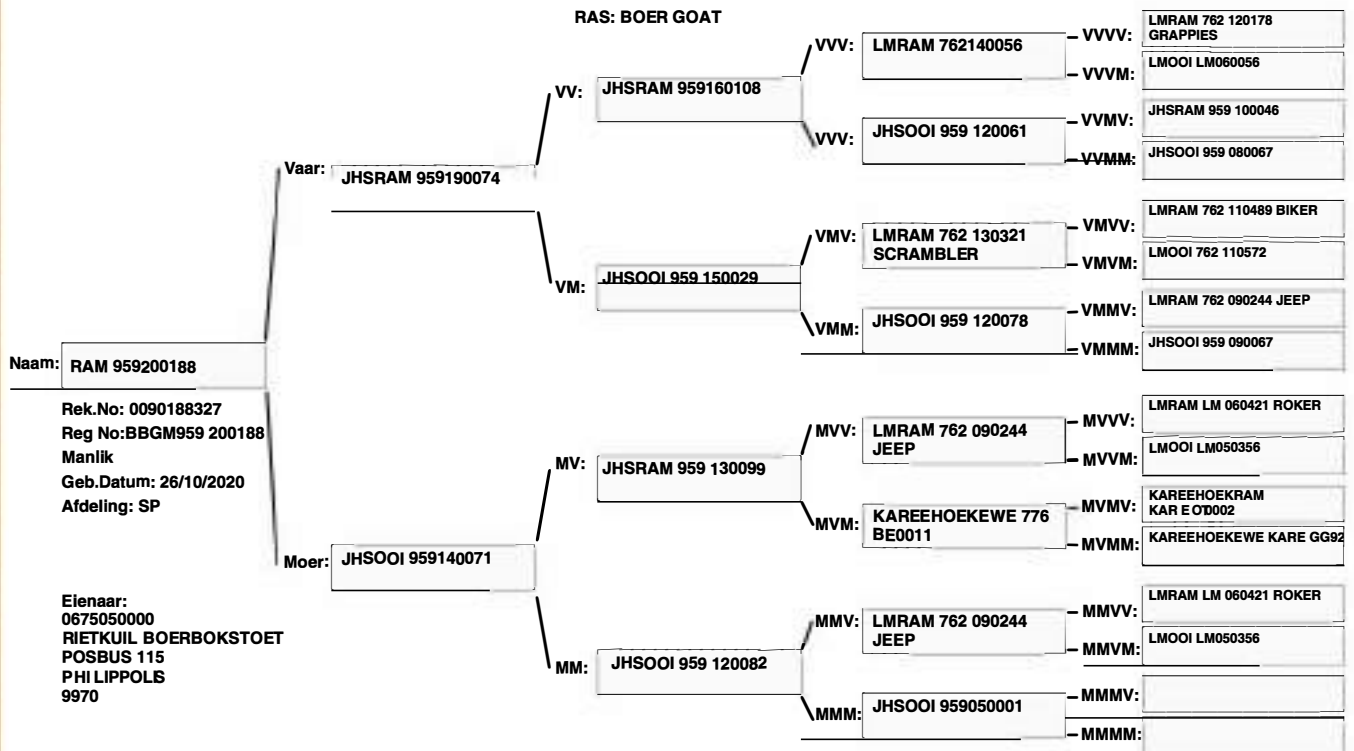 RAS: BOER GOAT
Naam: RAM 959200188
Rek.No: 0090188327
Reg No:BBGM959 200188
Manlik
Geb.Datum: 26/10/2020
Afdeling: SP
Eienaar:
0675050000
RIETKUIL BOERBOKSTOET
POSBUS 115
PHILIPPOLIS
9970
Vaar: JHSRAM 959190074
Moer: JHSOOI 959140071
VV: JHSRAM 959160108
VM: JHSOOI 959 150029
MV: JHSRAM 959 130099
MM: JHSOOI 959 120082
VVV: LMRAM 762140056
VVV: JHSOOI 959 120061
VMV: LMRAM 762 130321
SCRAMBLER
VMM: JHSOOI 959 120078
MVV: LMRAM 762 090244
JEEP
MVM: KAREEHOEKEWE 776
BE0011
MMV: LMRAM 762 090244
JEEP
MMM: JHSOOI 959050001
VVVV: LMRAM 762 120178
GRAPPIES
VVVM: LMOOI LM060056
VVMV: JHSRAM 959 100046
VVMM: JHSOOI 959 080067
VMVV: LMRAM 762 110489 BIKER
VMVM: LMOOI 762 110572
VMMV: LMRAM 762 090244 JEEP
VMMM: JHSOOI 959 090067
MVVV: LMRAM LM 060421 ROKER
MVVM: LMOOI LM050356
MVMV: KAREEHOEKRAM
KAR E
MVMM: KAREEHOEKEWE KARE GG92
MMVV: LMRAM LM 060421 ROKER
MMVM: LMOOI LM050356
MMMV:
MMMM: